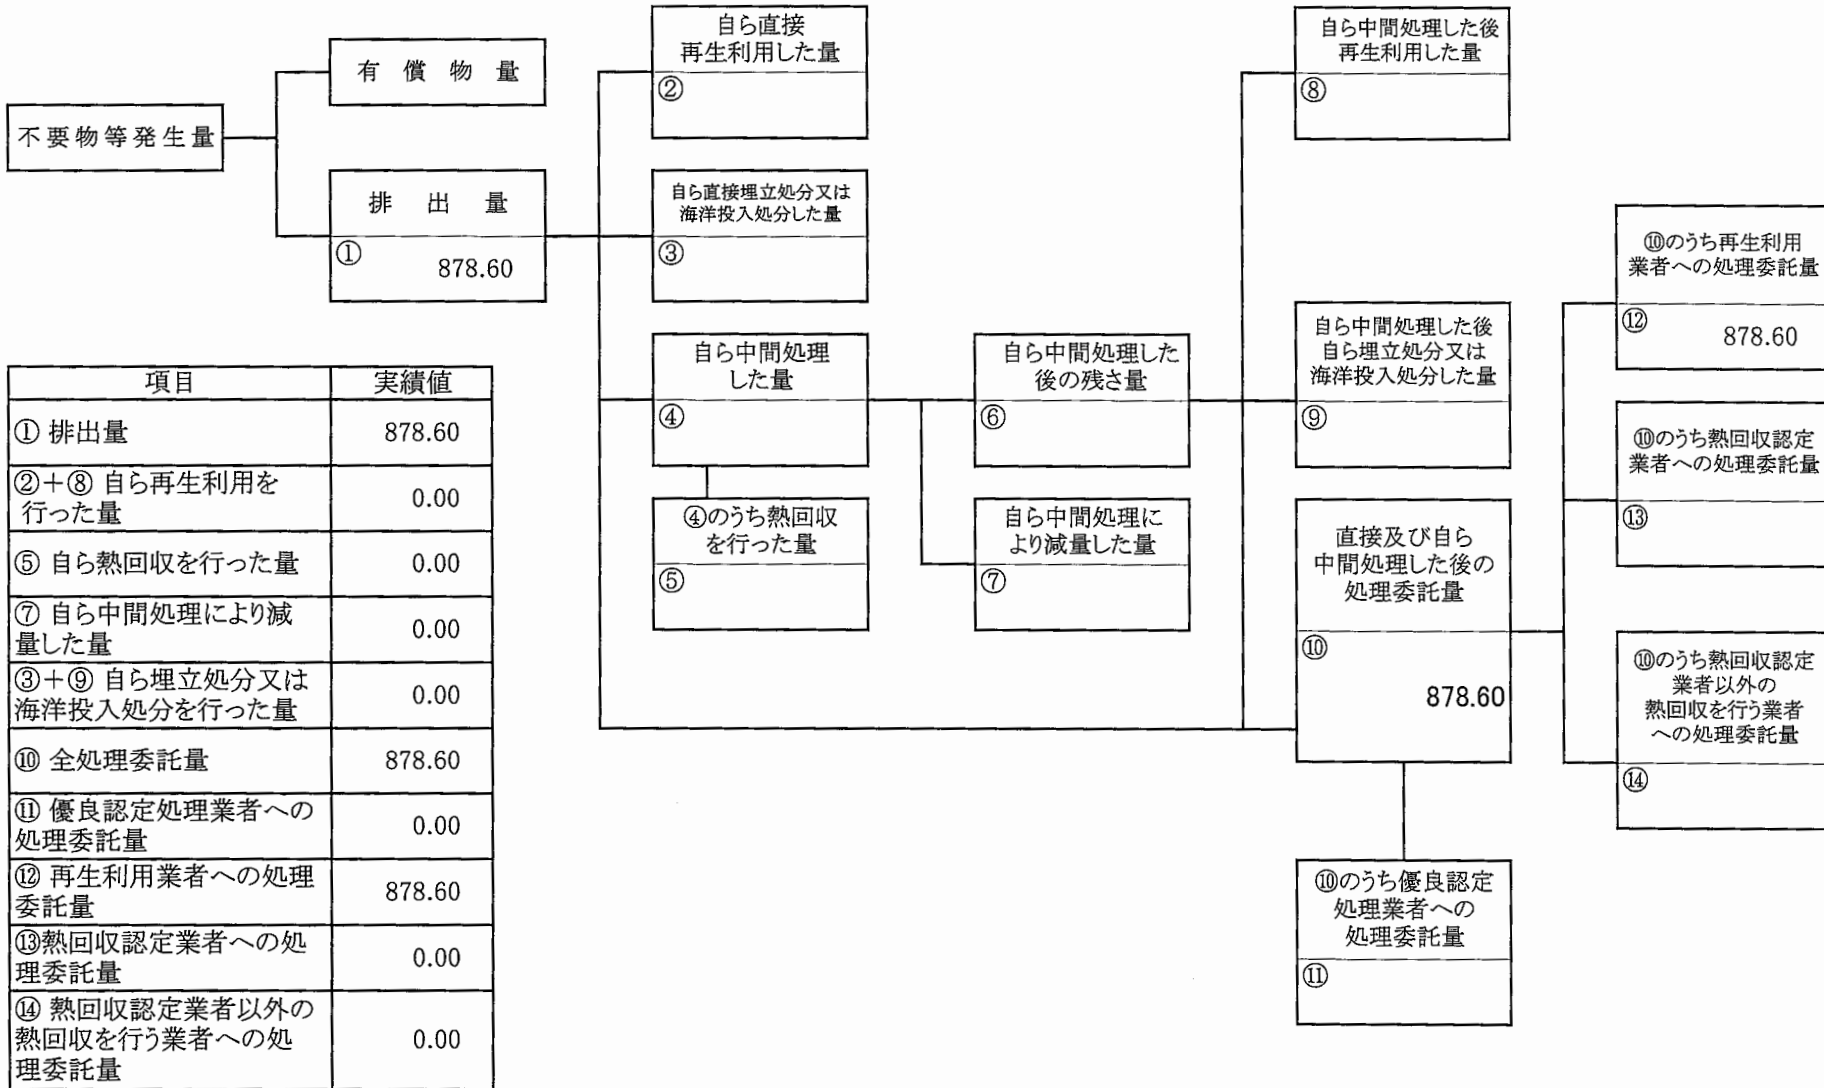 不要物等発生量
有償物量
排出量
①
878.60
自ら直接
再生利用した量
②
自ら直接埋立処分又は
海洋投入処分した量
③
自ら中間処理
した量
④
④のうち熱回収
を行った量
⑤
自ら中間処理した
後の残さ量
⑥
自ら中間処理に
より減量した量
⑦
自ら中間処理した後
再生利用した量
⑧
自ら中間処理した後
自ら埋立処分又は
海洋投入処分した量
⑨
直接及び自ら
中間処理した後の
処理委託量
⑩
878.60
⑩のうち優良認定
処理業者への
処理委託量
⑪
⑩のうち再生利用
業者への処理委託量
⑫
878.60
⑩のうち熱回収認定
業者への処理委託量
⑬
⑩のうち熱回収認定
業者以外の
熱回収を行う業者
への処理委託量
⑭
項目 実績値
① 排出量 878.60
②+⑧ 自ら再生利用を
行った量 0.00
⑤ 自ら熱回収を行った量 0.00
⑦ 自ら中間処理により減
量した量 0.00
③+⑨ 自ら埋立処分又は
海洋投入処分を行った量 0.00
⑩ 全処理委託量 878.60
⑪ 優良認定処理業者への
処理委託量 0.00
⑫ 再生利用業者への処理
委託量 878.60
⑬熱回収認定業者への処
理委託量 0.00
⑭ 熱回収認定業者以外の
熱回収を行う業者への処
理委託量 0.00